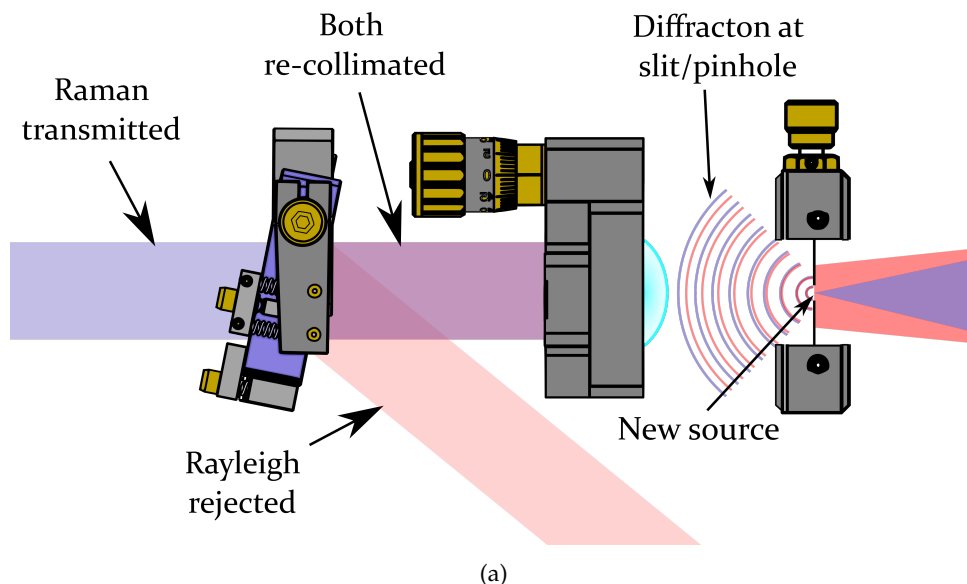 Both
re-collimated
Diffracton at
slit/pinhole
Raman
transmitted
New source
Rayleigh
rejected
(a)